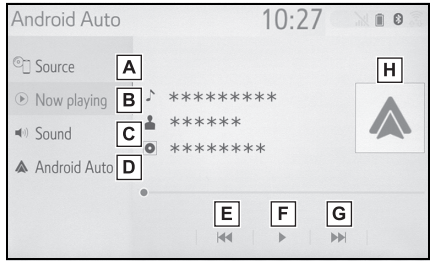 Android Auto 10:27
Source A
H
Now playing B
*********
Sound C
******
********
Android Auto D
E F G